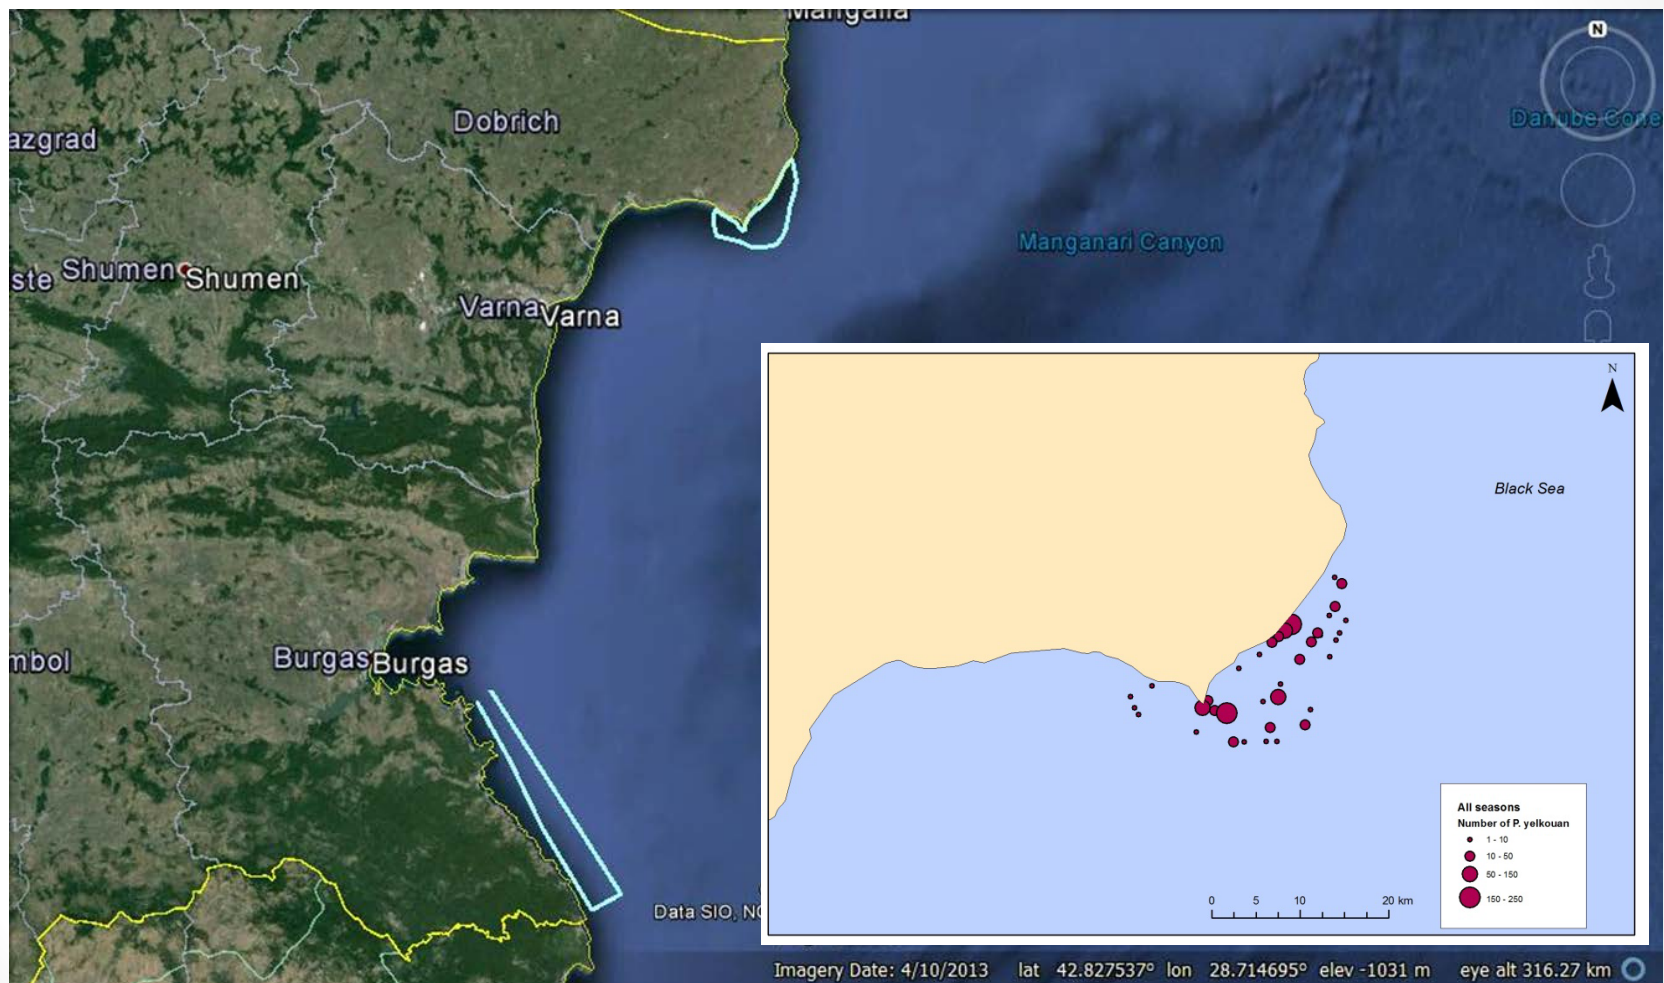 Mangalia
N
Dobrich
Danube Cone
azgrad
Manganari Canyon
ste
Shumen
Shumen
Varna
Varna
N
Black Sea
mbol
Burgas
Burgas
All seasons
Number of P. yelkouan
1 - 10
10 - 50
50 - 150
150 - 250
0 5 10 20 km
Data SIO, NO
Imagery Date: 4/10/2013 lat 42.827537° lon 28.714695° elev -1031 m eye alt 316.27 km